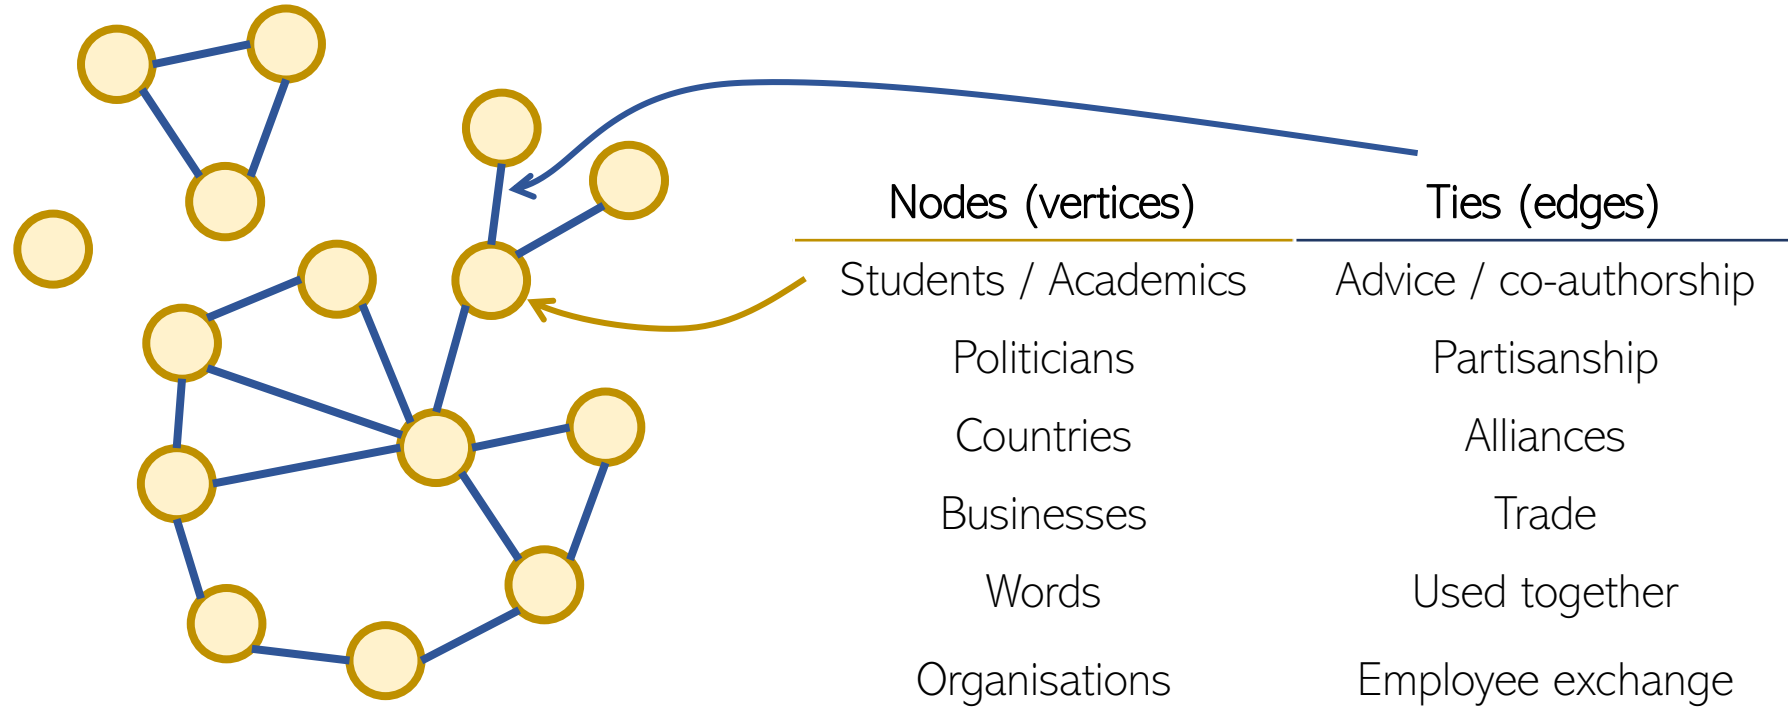 Nodes (vertices) Ties (edges)
Students / Academics Advice / co-authorship
Politicians Partisanship
Countries Alliances
Businesses Trade
Words Used together
Organisations Employee exchange